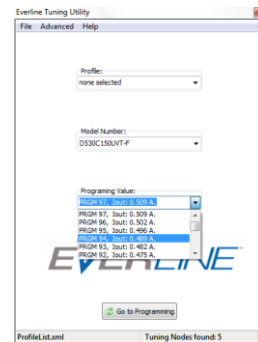 Everline Tuning Utility
File Advanced Help
Profile:
none selected
Model Number:
D530C150UVT-F
Programing Value:
PRGM 97, Iout: 0.509 A.
PRGM 97, Iout: 0.509 A.
PRGM 96, Iout: 0.502 A.
PRGM 95, Iout: 0.496 A.
PRGM 94, Iout: 0.489 A.
PRGM 93, Iout: 0.482 A.
PRGM 92, Iout: 0.475 A.
EVERLINE
Go to Programming
ProfileList.xml Tuning Nodes found: 5